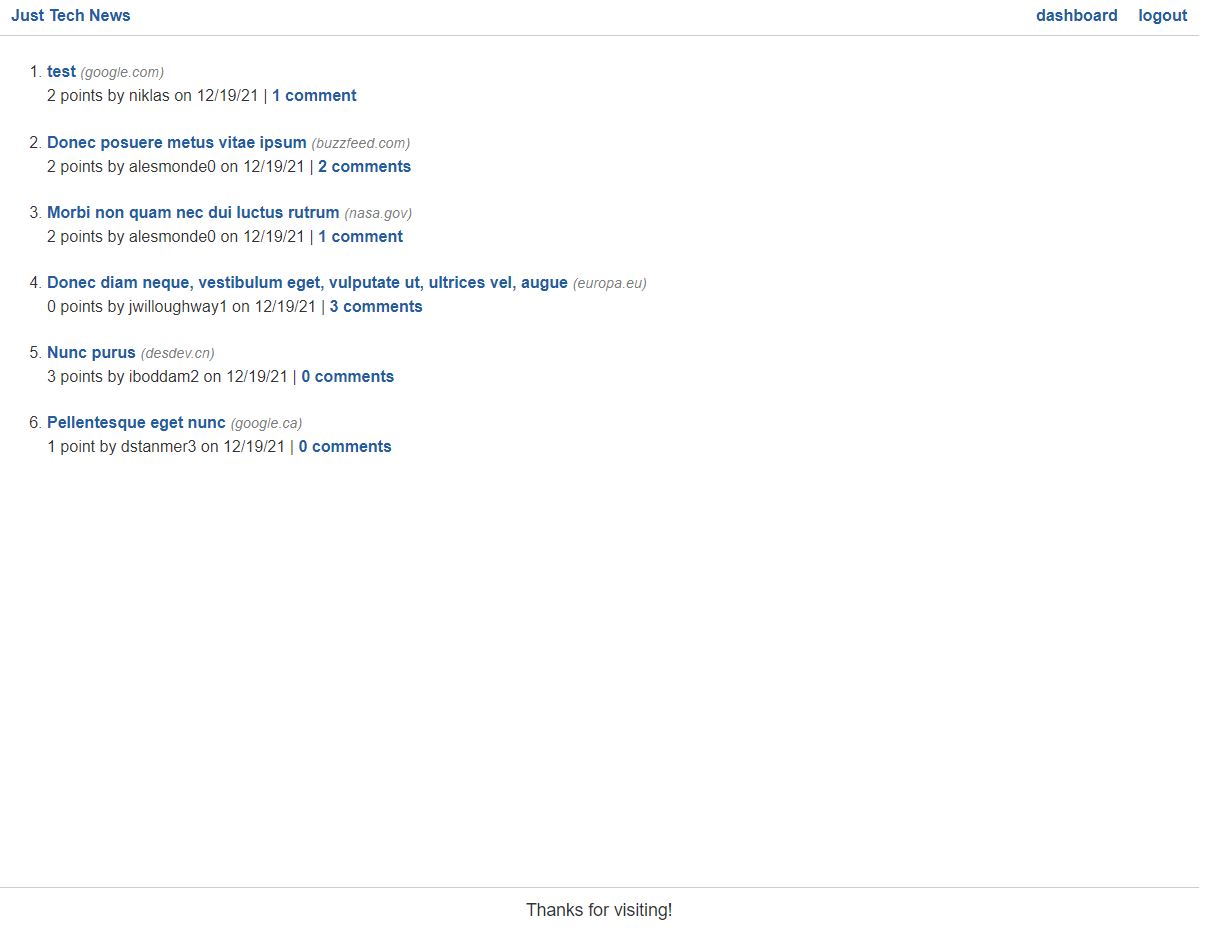 Just Tech News dashboard logout
1. test (google.com)
2 points by niklas on 12/19/21 | 1 comment
2. Donec posuere metus vitae ipsum (buzzfeed.com)
2 points by alesmonde0 on 12/19/21 | 2 comments
3. Morbi non quam nec dui luctus rutrum (nasa.gov)
2 points by alesmonde0 on 12/19/21 | 1 comment
4. Donec diam neque, vestibulum eget, vulputate ut, ultrices vel, augue (europa.eu)
0 points by jwilloughway1 on 12/19/21 | 3 comments
5. Nunc purus (desdev.cn)
3 points by iboddam2 on 12/19/21 | 0 comments
6. Pellentesque eget nunc (google.ca)
1 point by dstanmer3 on 12/19/21 | 0 comments
Thanks for visiting!